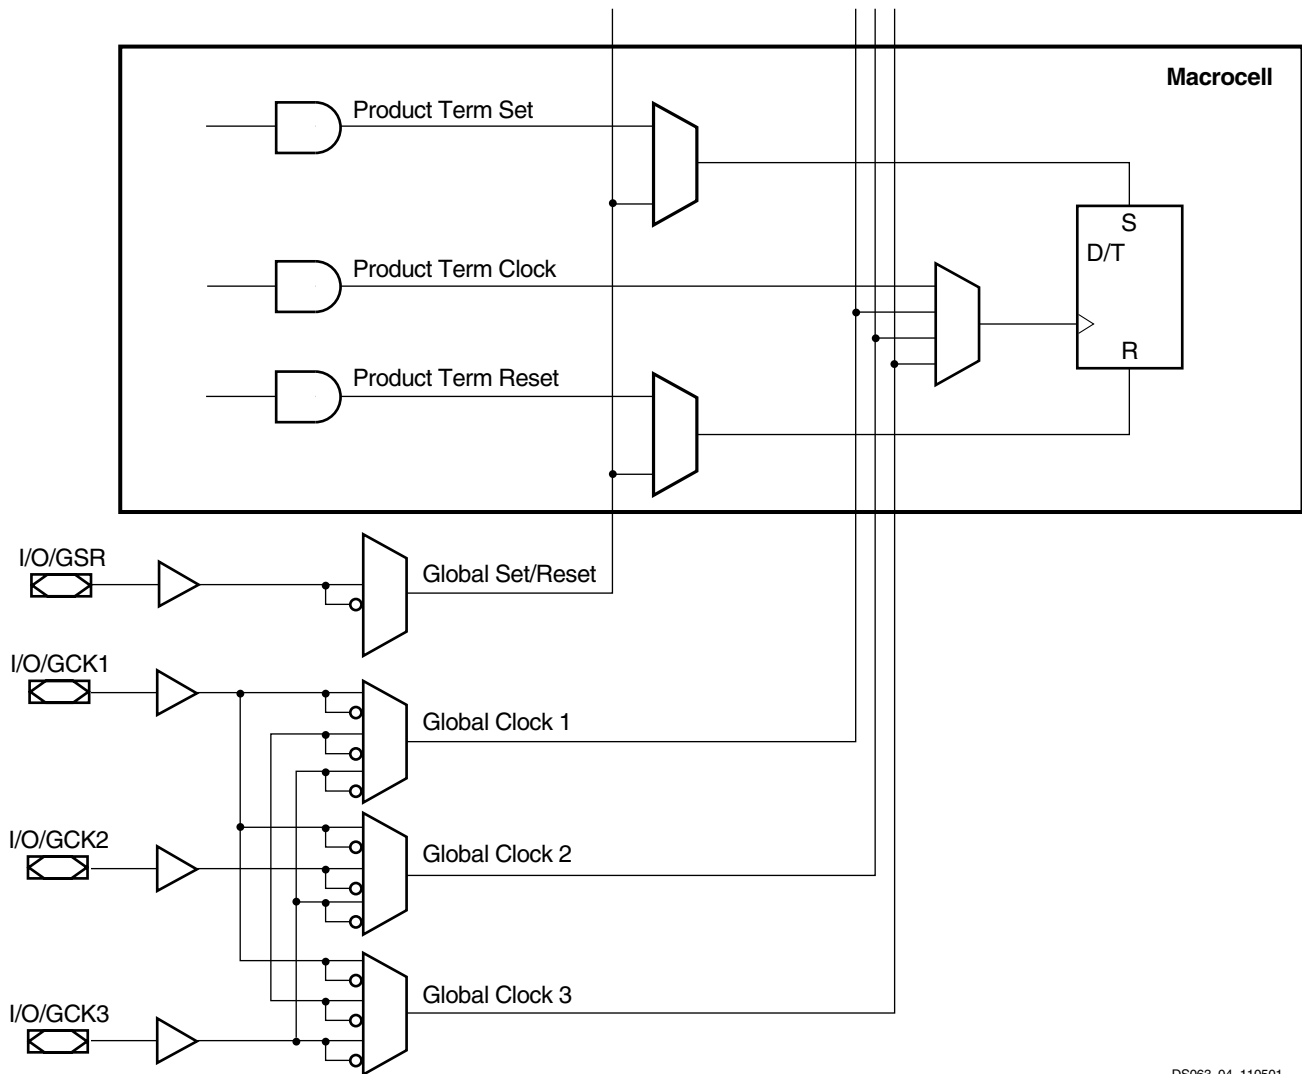 Macrocell
Product Term Set
S
D/T
Product Term Clock
R
Product Term Reset
I/O/GSR
Global Set/Reset
I/O/GCK1
Global Clock 1
I/O/GCK2
Global Clock 2
I/O/GCK3
Global Clock 3
DS063_04_110501